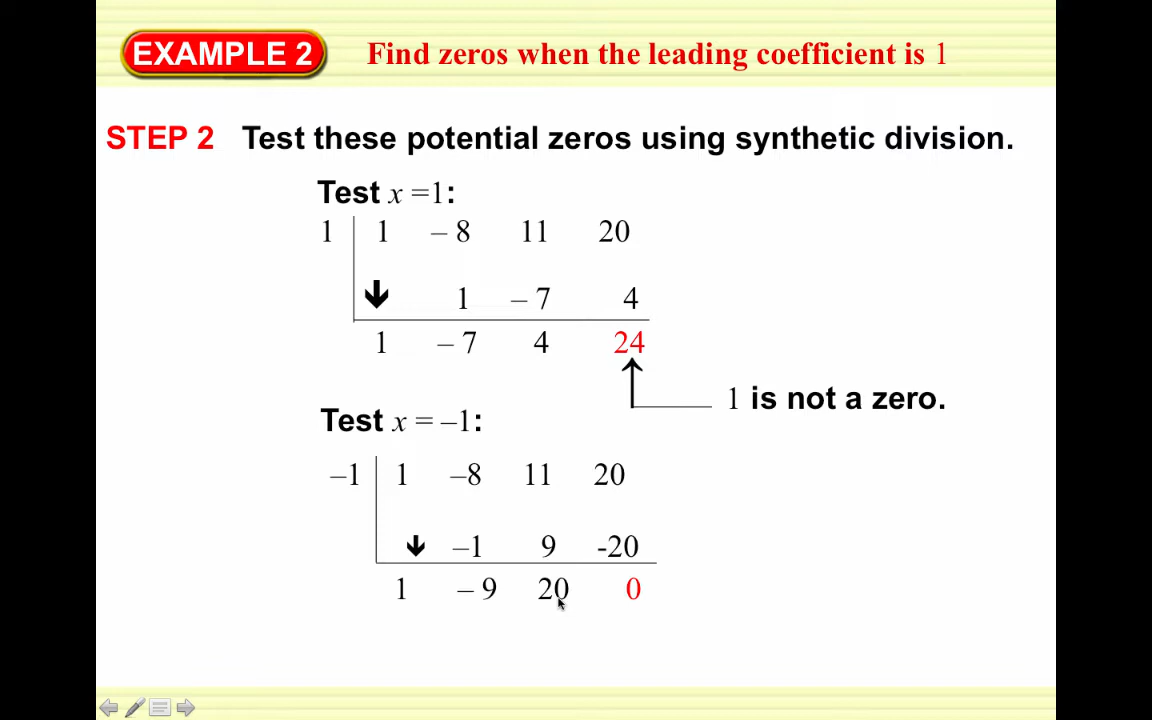 EXAMPLE 2 Find zeros when the leading coefficient is 1
STEP 2 Test these potential zeros using synthetic division.
Test x =1:
1 1 – 8 11 20
1 – 7 4
1 – 7 4 24
1 is not a zero.
Test x = –1:
–1 1 –8 11 20
–1 9 -20
1 – 9 20 0